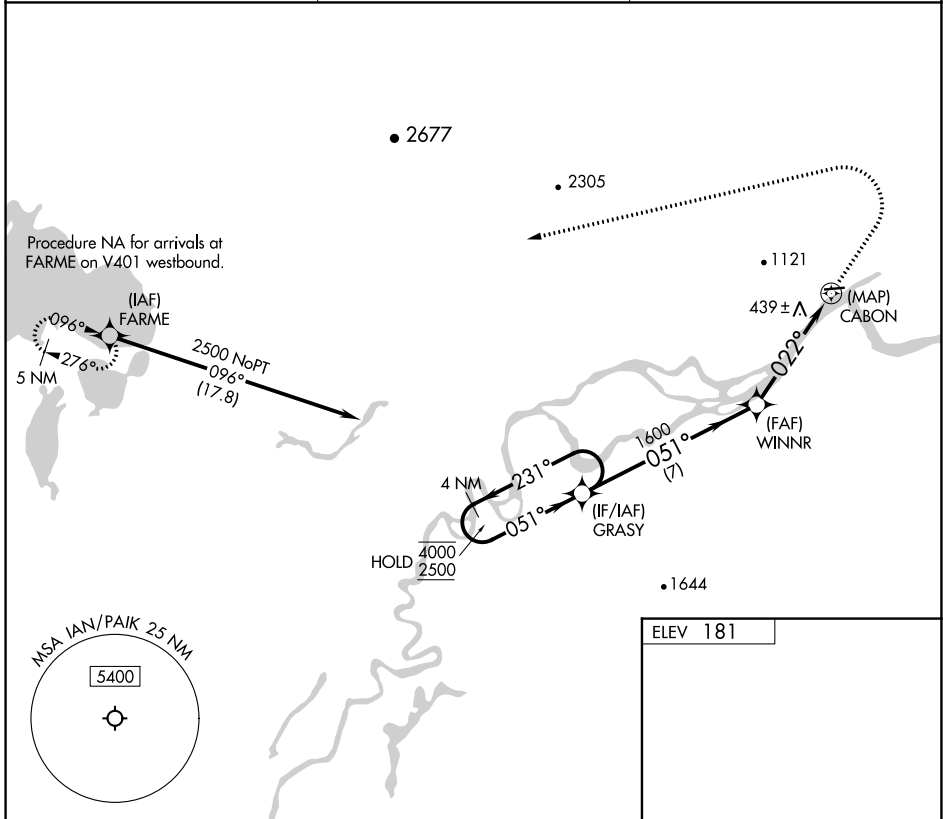 2677
2305
Procedure NA for arrivals at
FARME on V401 westbound.
1121
(IAF)
FARME
096°
276°
5 NM
2500 NoPT
096°
(17.8)
439 ±
(MAP)
CABON
022°
(FAF)
WINNR
1600
051°
(7)
4 NM
231°
051°
(IF/IAF)
GRASY
HOLD 4000
2500
1644
MSA IAN/PAIK 25 NM
5400
ELEV 181